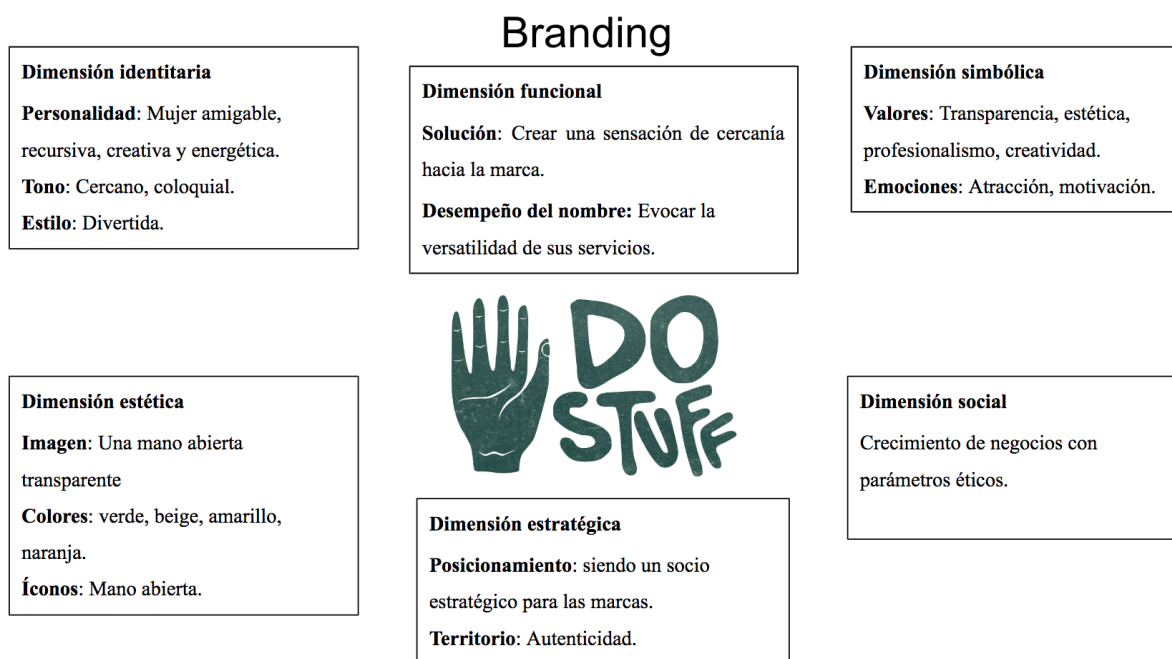 Branding
Dimensión identitaria
Personalidad: Mujer amigable,
recursiva, creativa y energética.
Tono: Cercano, coloquial.
Estilo: Divertida.
Dimensión funcional
Solución: Crear una sensación de cercanía
hacia la marca.
Desempeño del nombre: Evocar la
versatilidad de sus servicios.
Dimensión simbólica
Valores: Transparencia, estética,
profesionalismo, creatividad.
Emociones: Atracción, motivación.
DO
STUFF
Dimensión estética
Imagen: Una mano abierta
transparente
Colores: verde, beige, amarillo,
naranja.
Íconos: Mano abierta.
Dimensión estratégica
Posicionamiento: siendo un socio
estratégico para las marcas.
Territorio: Autenticidad.
Dimensión social
Crecimiento de negocios con
parámetros éticos.